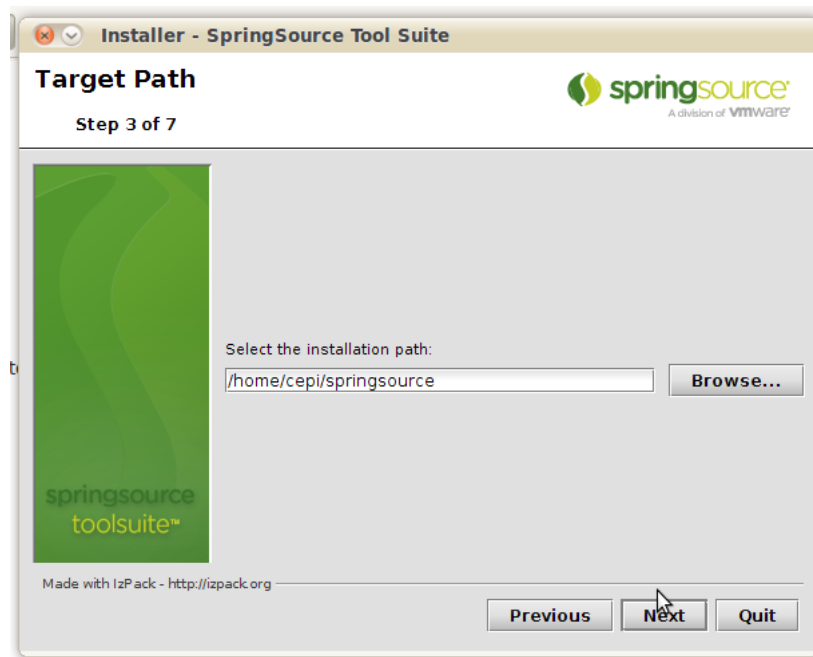 Installer - SpringSource Tool Suite
Target Path
Step 3 of 7
springsource
A division of vmware
Select the installation path:
/home/cepi/springsource
Browse...
springsource
toolsuite™
Made with IzPack - http://izpack.org
Previous
Next
Quit